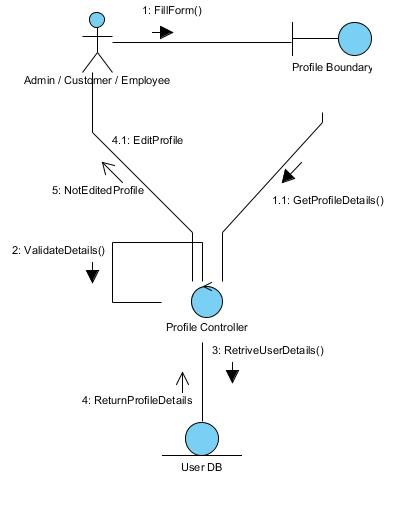 1: FillForm()
Profile Boundary
Admin / Customer / Employee
4.1: EditProfile
5: NotEditedProfile
1.1: GetProfileDetails()
2: ValidateDetails()
Profile Controller
3: RetriveUserDetails()
4: ReturnProfileDetails
User DB